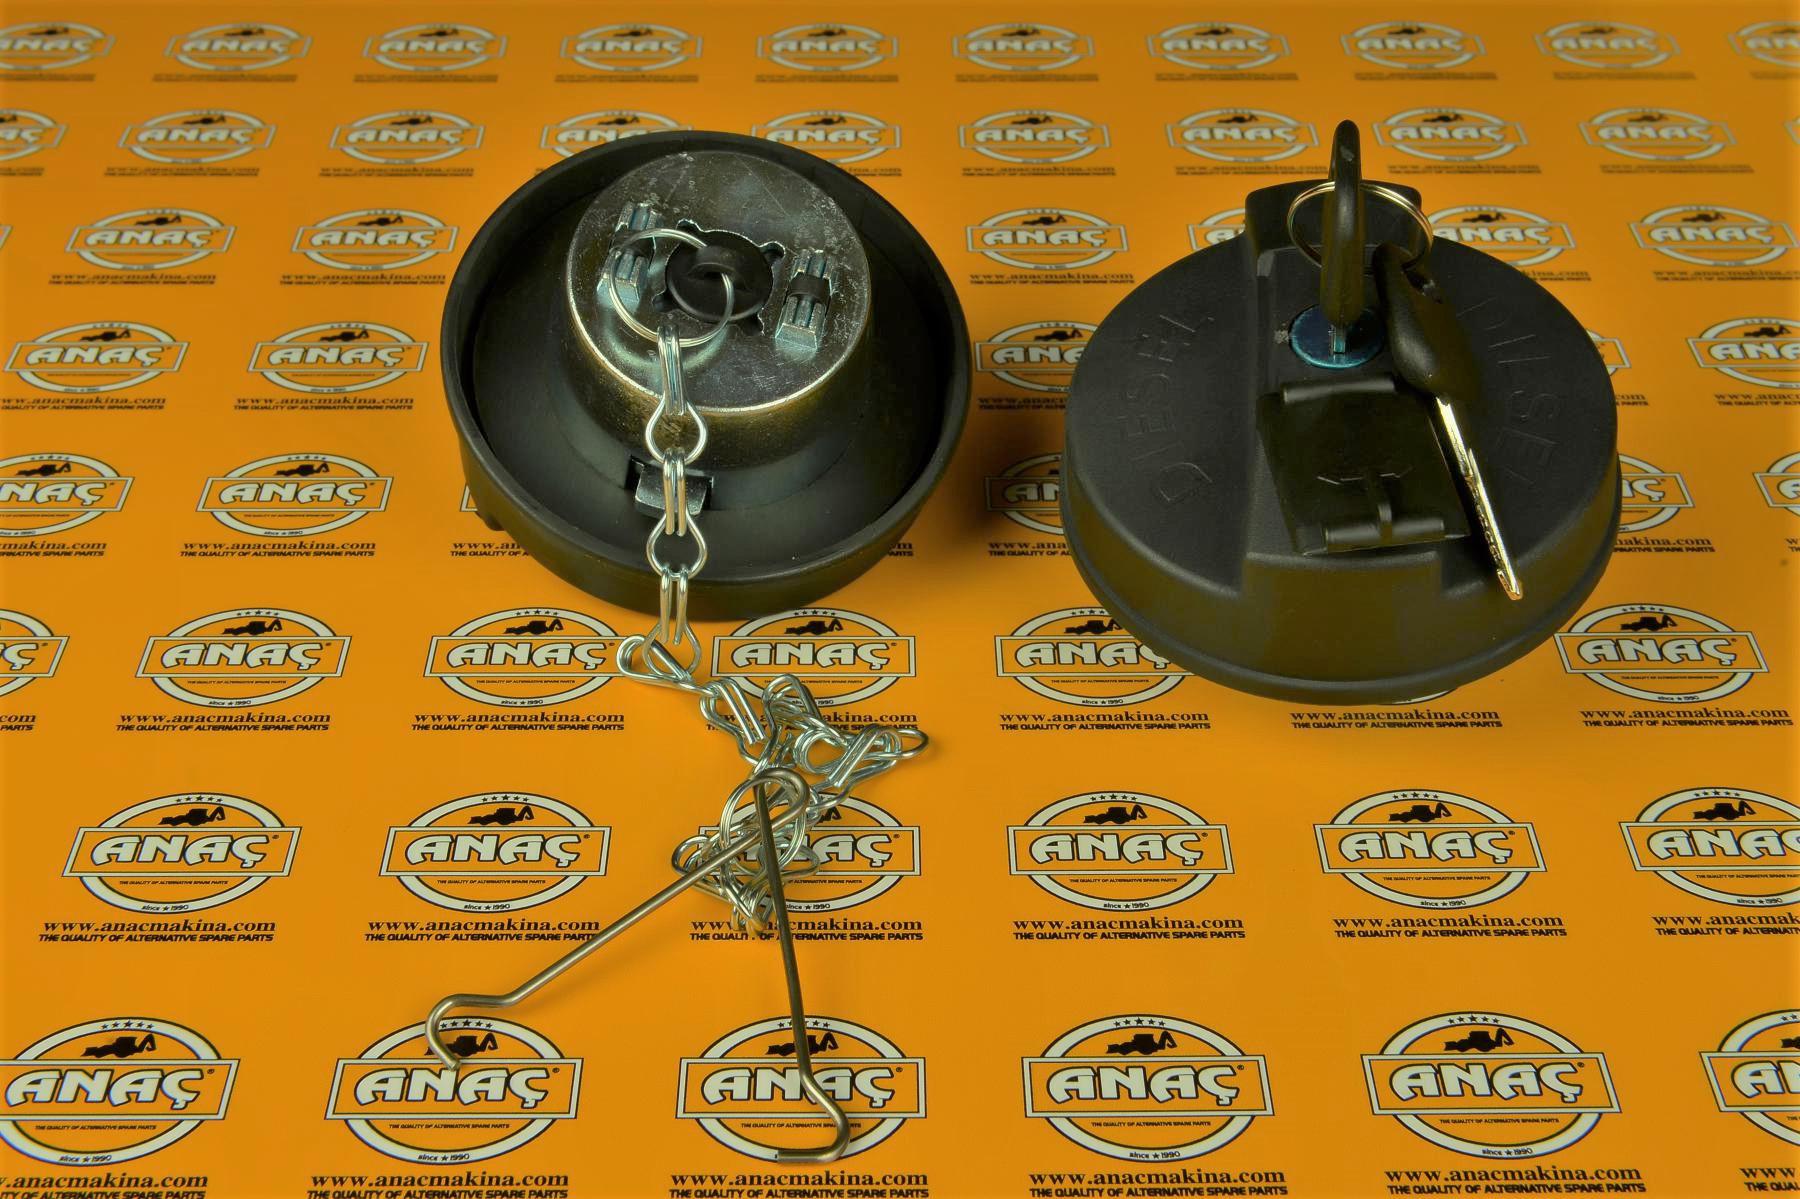 ANAÇ®
THE QUALITY OF ALTERNATIVE SPARE PARTS
since ★ 1990
www.anacmakina.com
THE QUALITY OF ALTERNATIVE SPARE PARTS
DIESEL